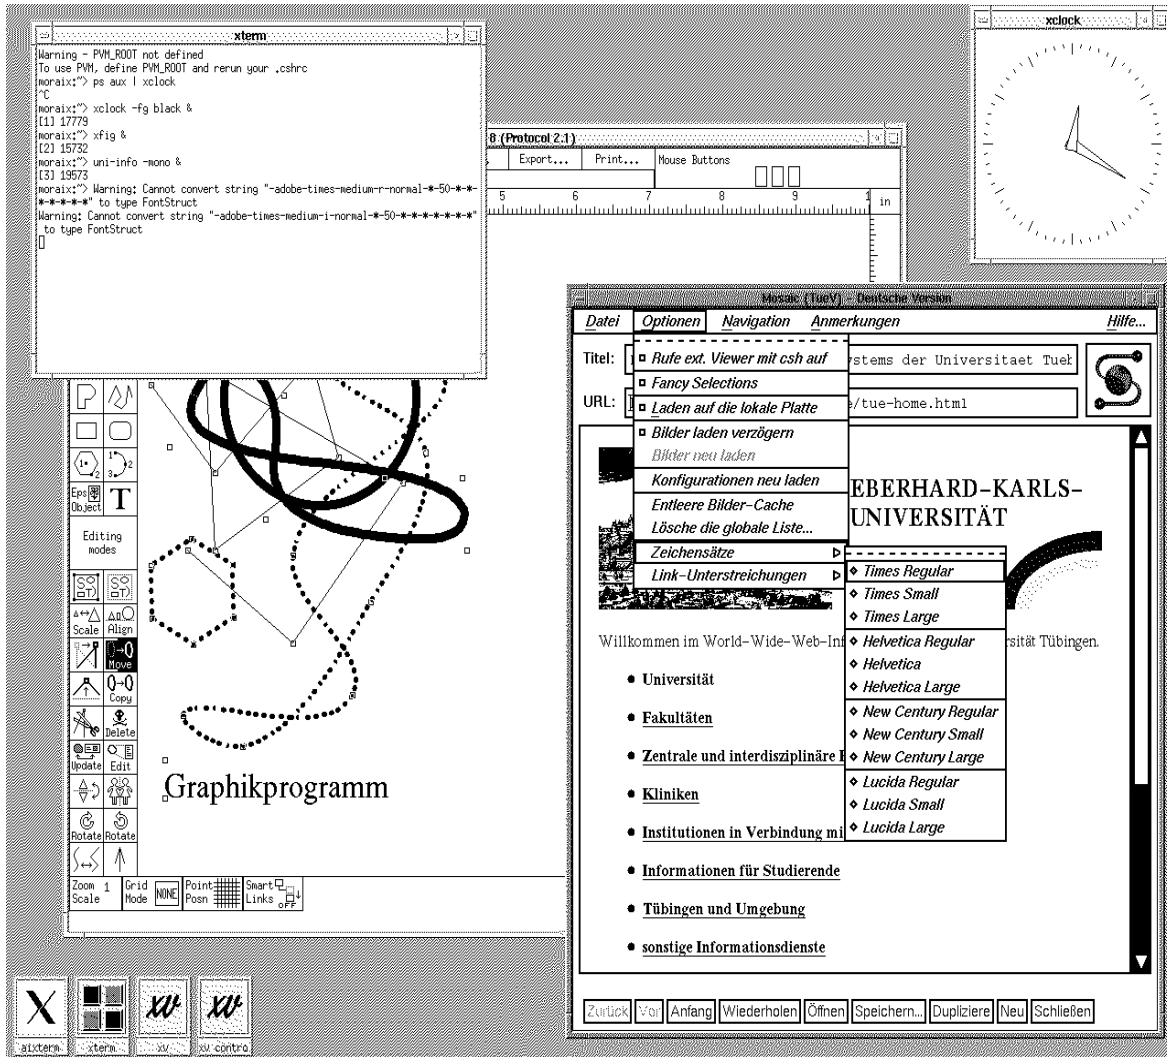 xterm
Warning - PVM_ROOT not defined
To use PVM, define PVM_ROOT and rerun your .cshrc
moraix:~> ps aux | xclock
^C
moraix:~> xclock -fg black &
[1] 17779
moraix:~> xfig &
[2] 15732
moraix:~> uni-info -mono &
[3] 19573
moraix:~> Warning: Cannot convert string "-adobe-times-medium-r-normal-*-50-*-*-
*-*-*-*-*" to type FontStruct
Warning: Cannot convert string "-adobe-times-medium-i-normal-*-50-*-*-*-*-*-*-*"
to type FontStruct
xclock
8 (Protocol 2.1)
Export... Print... Mouse Buttons
5 6 7 8 9 10 in
Eps Object T
Editing
modes
Scale Align
Move
Copy
Delete
Update Edit
Rotate Rotate
Graphikprogramm
Zoom 1 Grid Point Smart
Scale Mode NONE Posn Links OFF
Mosaic (TueV) - Deutsche Version
Datei Optionen Navigation Anmerkungen Hilfe...
Titel: ystems der Universitaet Tuek
URL: e/tue-home.html
Rufe ext. Viewer mit csh auf
Fancy Selections
Laden auf die lokale Platte
Bilder laden verzögern
Bilder neu laden
Konfigurationen neu laden
Entleere Bilder-Cache
Lösche die globale Liste...
Zeichensätze
Link-Unterstreichungen
Times Regular
Times Small
Times Large
Helvetica Regular
Helvetica
Helvetica Large
New Century Regular
New Century Small
New Century Large
Lucida Regular
Lucida Small
Lucida Large
EBERHARD-KARLS-
UNIVERSITÄT
Willkommen im World-Wide-Web-Inf rsität Tübingen.
Universität
Fakultäten
Zentrale und interdisziplinäre
Kliniken
Institutionen in Verbindung mi
Informationen für Studierende
Tübingen und Umgebung
sonstige Informationsdienste
Zurück Vor Anfang Wiederholen Öffnen Speichern... Dupliziere Neu Schließen
aixterm xterm xv xv contro